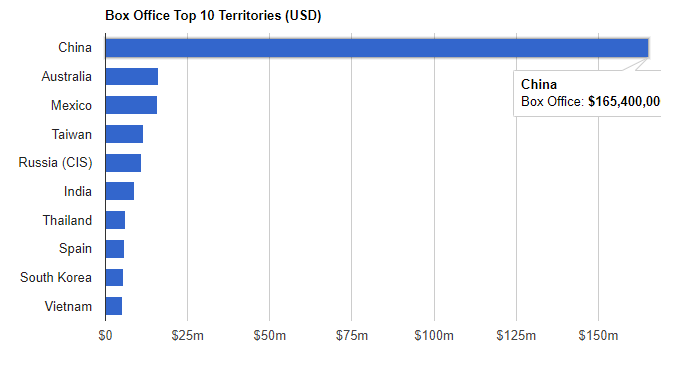 Box Office Top 10 Territories (USD)
China
Australia
Mexico
Taiwan
Russia (CIS)
India
Thailand
Spain
South Korea
Vietnam
China
Box Office: $165,400,00
$0 $25m $50m $75m $100m $125m $150m